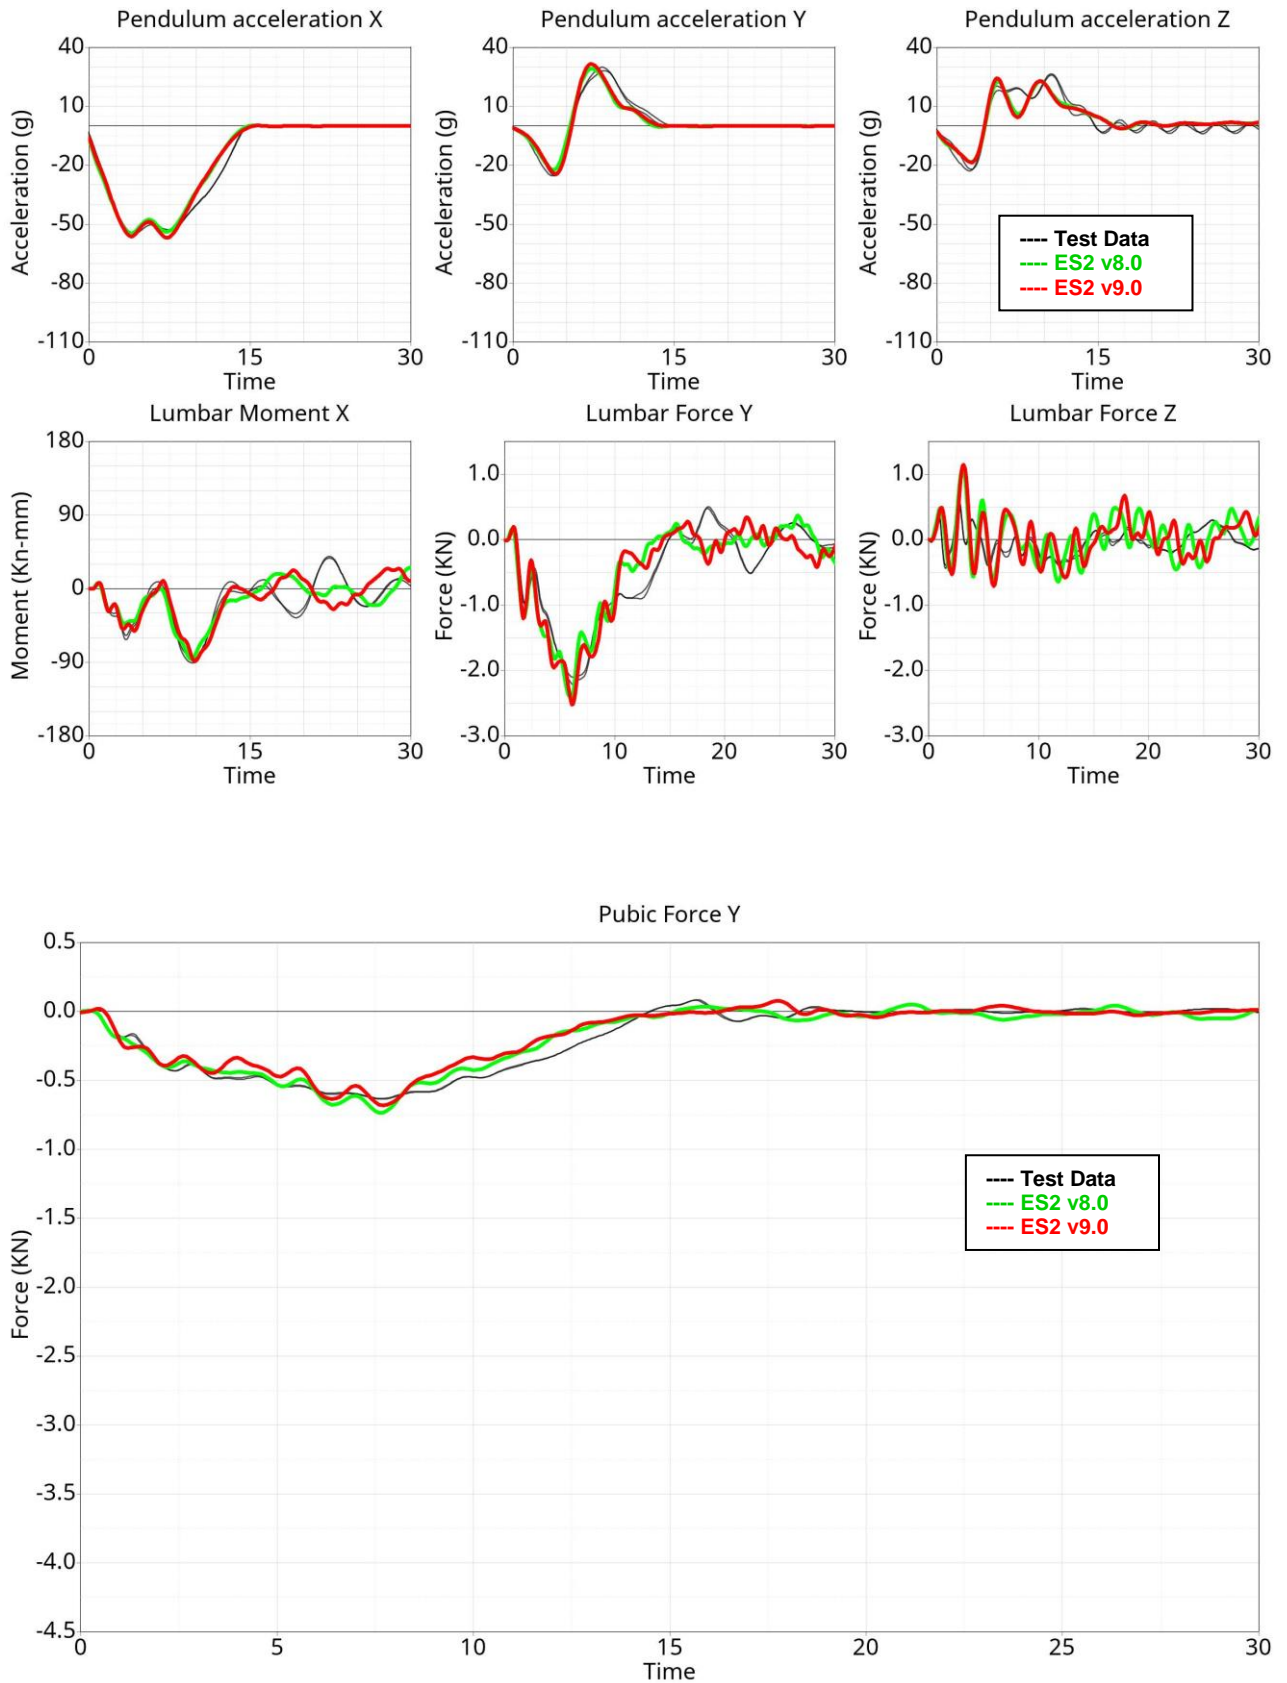 Pendulum acceleration X
Pendulum acceleration Y
Pendulum acceleration Z
Acceleration (g)
40
10
-20
-50
-80
-110
0
15
30
Time
Acceleration (g)
40
10
-20
-50
-80
-110
0
15
30
Time
Acceleration (g)
40
10
-20
-50
-80
-110
0
15
30
Time
---- Test Data
---- ES2 v8.0
---- ES2 v9.0
Lumbar Moment X
Lumbar Force Y
Lumbar Force Z
Moment (Kn-mm)
180
90
0
-90
-180
0
15
30
Time
Force (KN)
1.0
0.0
-1.0
-2.0
-3.0
0
10
20
30
Time
Force (KN)
1.0
0.0
-1.0
-2.0
-3.0
0
10
20
30
Time
Pubic Force Y
Force (KN)
0.5
0.0
-0.5
-1.0
-1.5
-2.0
-2.5
-3.0
-3.5
-4.0
-4.5
0
5
10
15
20
25
30
Time
---- Test Data
---- ES2 v8.0
---- ES2 v9.0